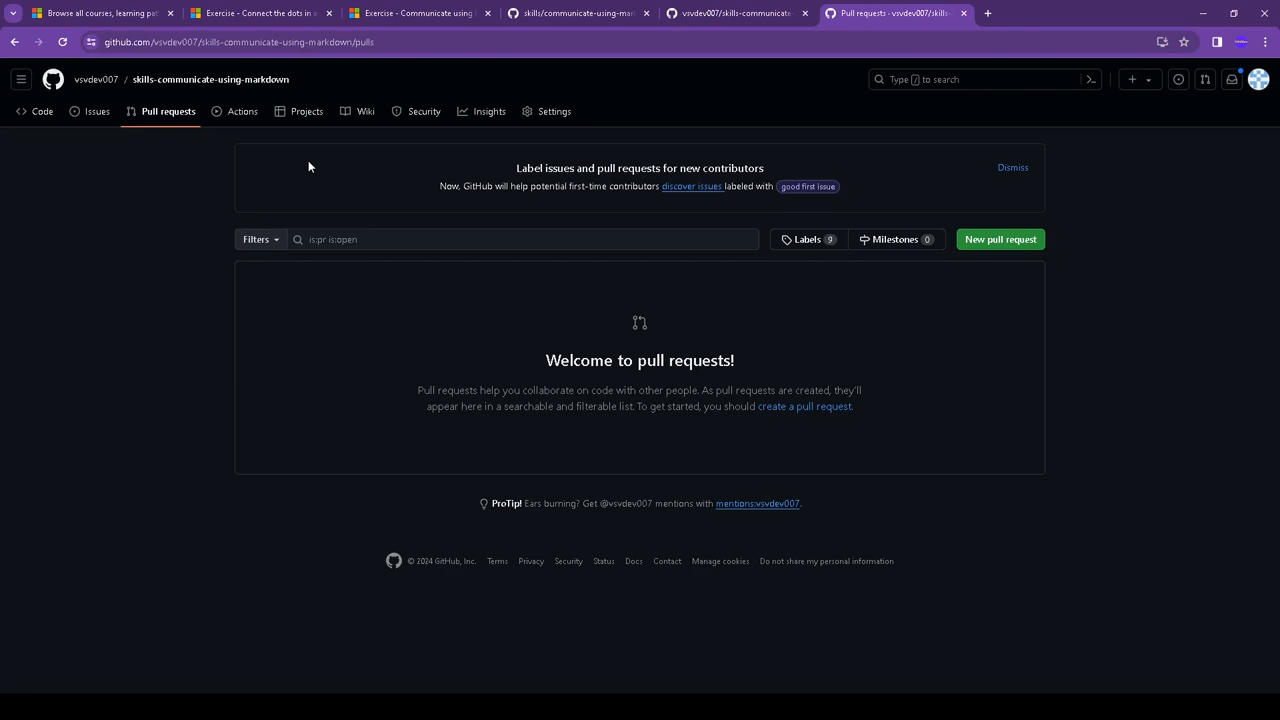 Browse all courses, learning pat
Exercise - Connect the dots in a
Exercise - Communicate using
skills/communicate-using-mar
vsvdev007/skills-communicate
Pull requests - vsvdev007/skills-
github.com/vsvdev007/skills-communicate-using-markdown/pulls
vsvdev007 / skills-communicate-using-markdown
Type / to search
Code
Issues
Pull requests
Actions
Projects
Wiki
Security
Insights
Settings
Label issues and pull requests for new contributors
Dismiss
Now, GitHub will help potential first-time contributors discover issues labeled with good first issue
Filters
is:pr is:open
Labels 9
Milestones 0
New pull request
Welcome to pull requests!
Pull requests help you collaborate on code with other people. As pull requests are created, they'll
appear here in a searchable and filterable list. To get started, you should create a pull request.
ProTip! Ears burning? Get @vsvdev007 mentions with mentions:vsvdev007.
© 2024 GitHub, Inc. Terms Privacy Security Status Docs Contact Manage cookies Do not share my personal information